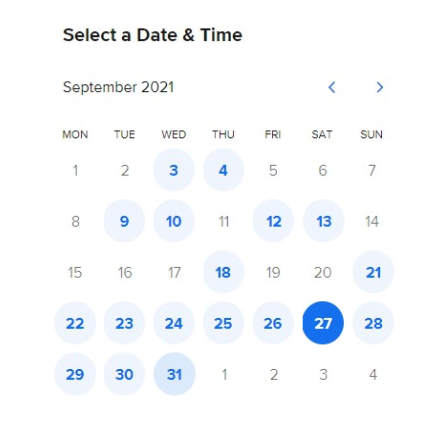 Select a Date & Time
September 2021
MON TUE WED THU FRI SAT SUN
1 2 3 4 5 6 7
8 9 10 11 12 13 14
15 16 17 18 19 20 21
22 23 24 25 26 27 28
29 30 31 1 2 3 4